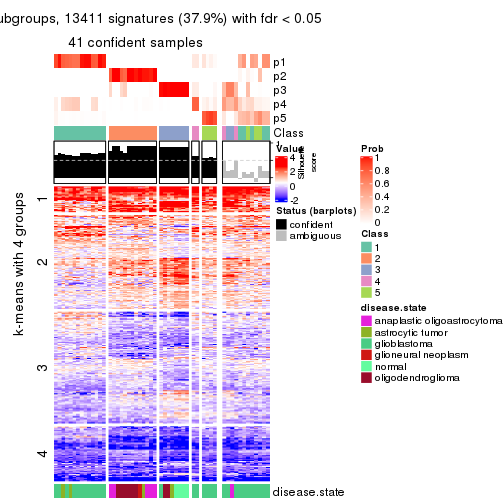 ubgroups, 13411 signatures (37.9%) with fdr < 0.05
41 confident samples
p1
p2
p3
p4
p5
Class
Value
4
2
0
-2
Silhouette
score
Status (barplots)
confident
ambiguous
Prob
1
0.8
0.6
0.4
0.2
0
Class
1
2
3
4
5
disease.state
anaplastic oligoastrocytoma
astrocytic tumor
glioblastoma
glioneural neoplasm
normal
oligodendroglioma
k-means with 4 groups
1
2
3
4
disease.state